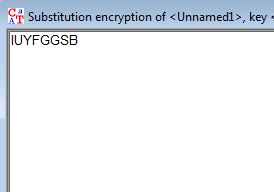 Substitution encryption of <Unnamed1>, key <
IUYFGGSB